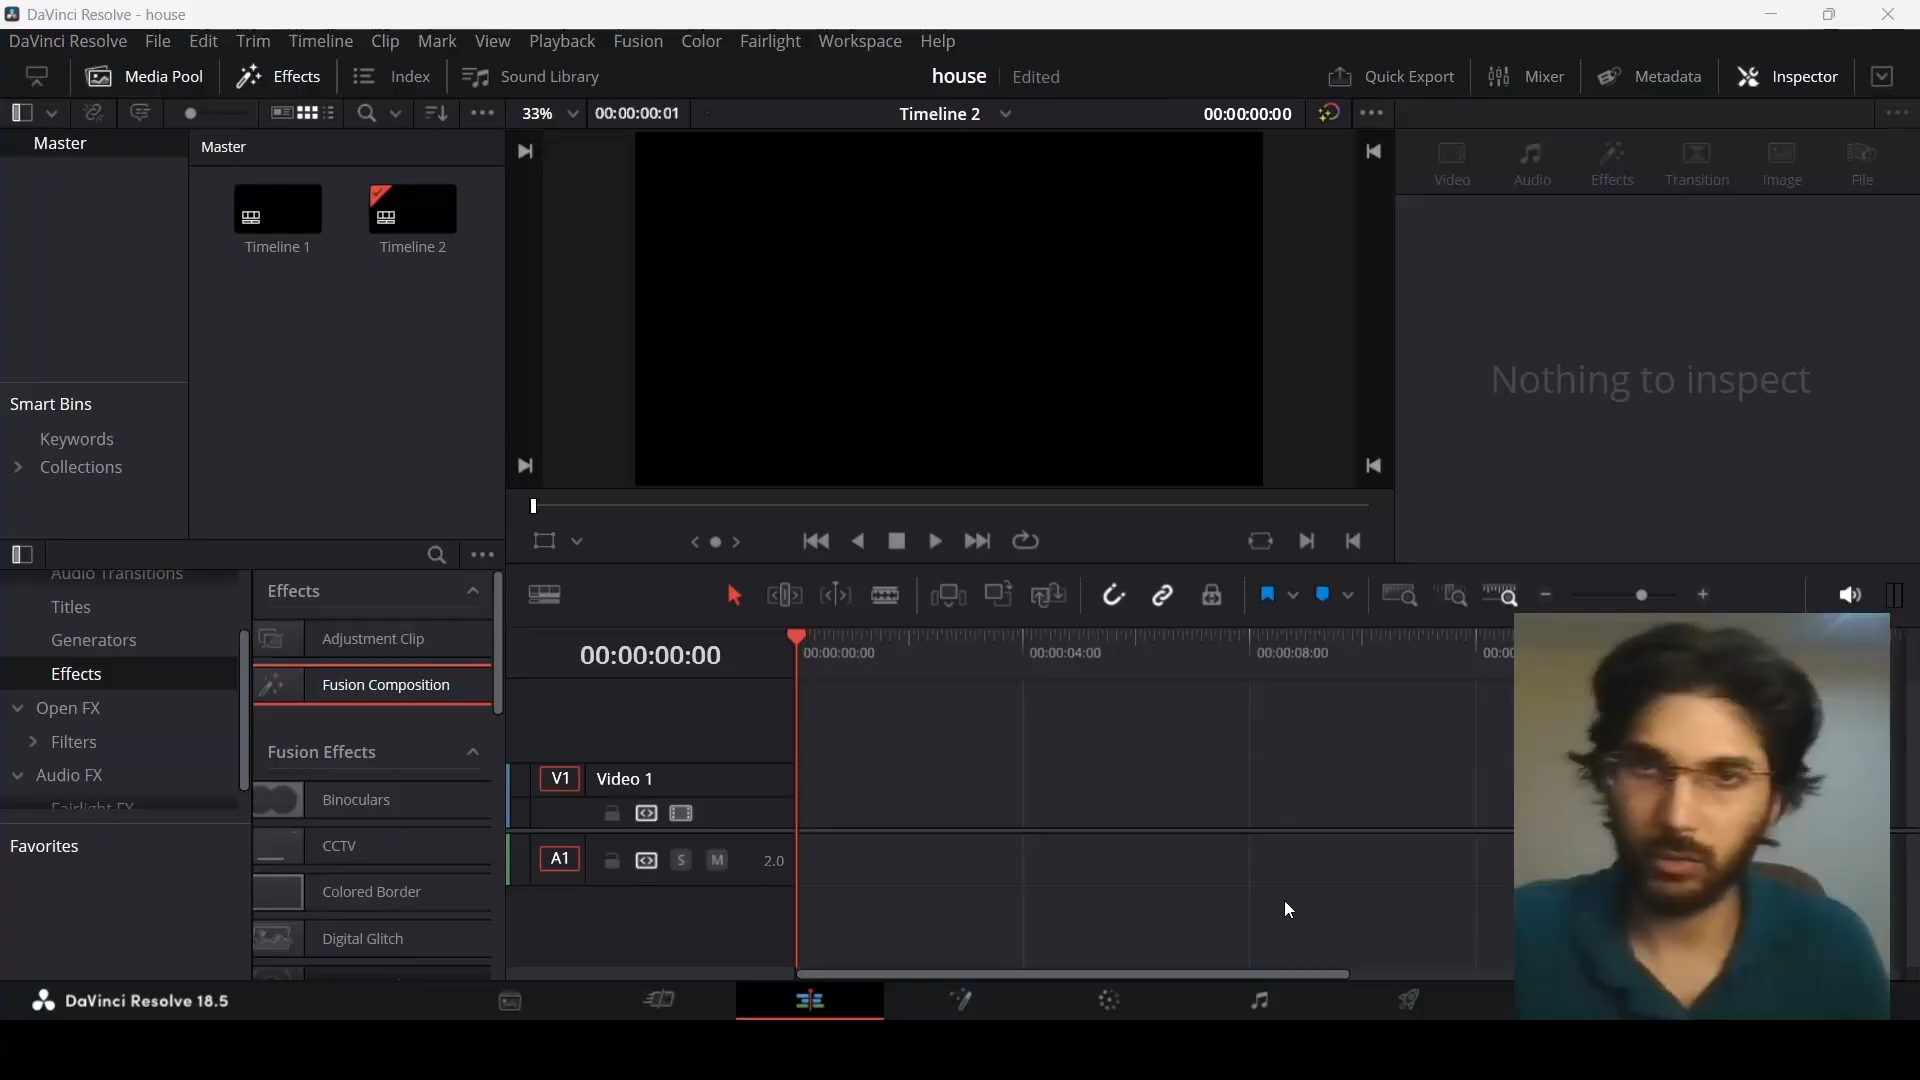 DaVinci Resolve - house
DaVinci Resolve File Edit Trim Timeline Clip Mark View Playback Fusion Color Fairlight Workspace Help
Media Pool Effects Index Sound Library house Edited Quick Export Mixer Metadata Inspector
33% 00:00:00:01 Timeline 2 00:00:00:00
Master
Master
Timeline 1 Timeline 2
Video Audio Effects Transition Image File
Nothing to inspect
Smart Bins
Keywords
Collections
Audio Transitions
Titles
Generators
Effects
Open FX
Filters
Audio FX
Fairlight FX
Favorites
Effects
Adjustment Clip
Fusion Composition
Fusion Effects
Binoculars
CCTV
Colored Border
Digital Glitch
00:00:00:00
00:00:00:00 00:00:04:00 00:00:08:00 00:0
V1 Video 1
A1 S M 2.0
DaVinci Resolve 18.5